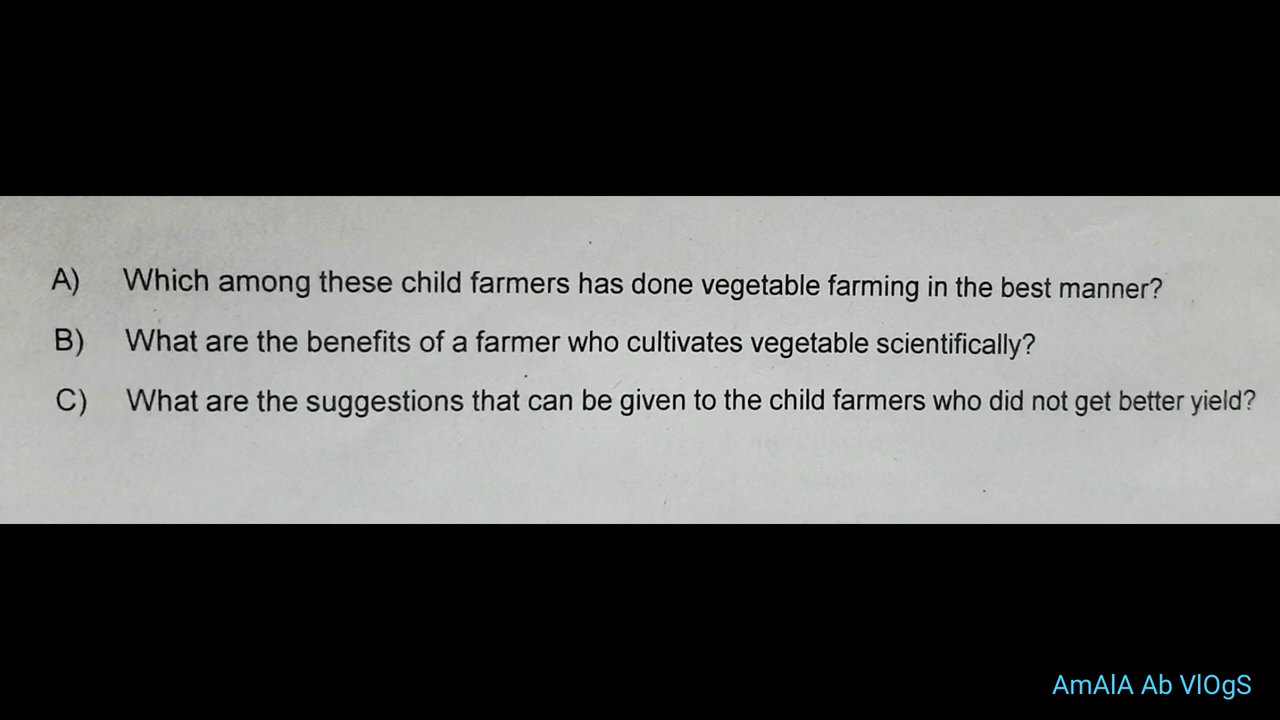 A) Which among these child farmers has done vegetable farming in the best manner?
B) What are the benefits of a farmer who cultivates vegetable scientifically?
C) What are the suggestions that can be given to the child farmers who did not get better yield?
AmAlA Ab VlOgS